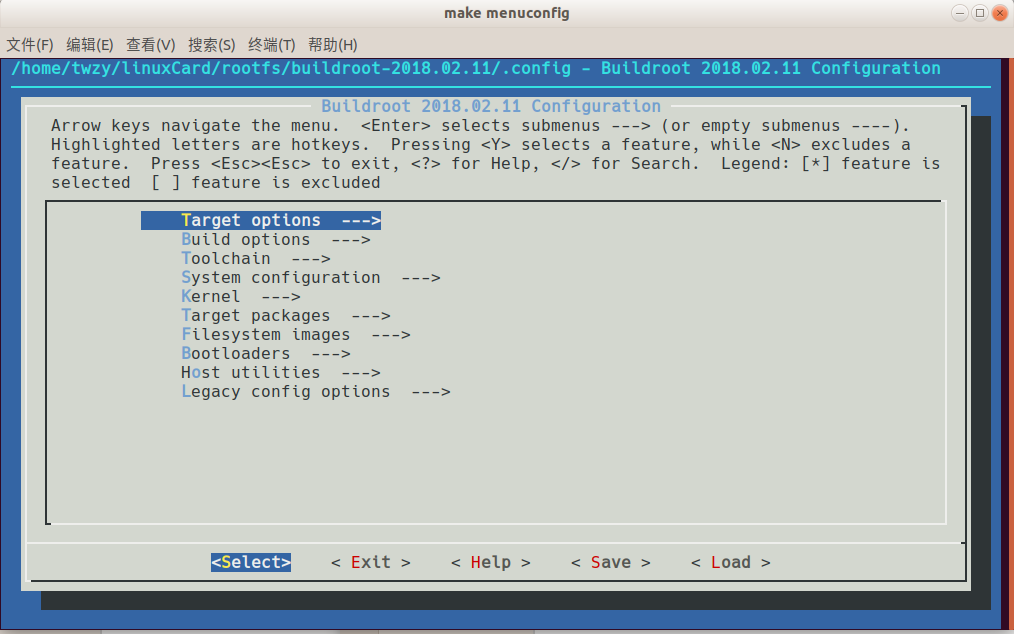 make menuconfig
文件(F) 编辑(E) 查看(V) 搜索(S) 终端(T) 帮助(H)
/home/twzy/linuxCard/rootfs/buildroot-2018.02.11/.config - Buildroot 2018.02.11 Configuration
Buildroot 2018.02.11 Configuration
Arrow keys navigate the menu.  <Enter> selects submenus ---> (or empty submenus ----).
Highlighted letters are hotkeys.  Pressing <Y> selects a feature, while <N> excludes a
feature.  Press <Esc><Esc> to exit, <?> for Help, </> for Search.  Legend: [*] feature is
selected  [ ] feature is excluded
Target options  --->
Build options  --->
Toolchain  --->
System configuration  --->
Kernel  --->
Target packages  --->
Filesystem images  --->
Bootloaders  --->
Host utilities  --->
Legacy config options  --->
<Select>    < Exit >    < Help >    < Save >    < Load >